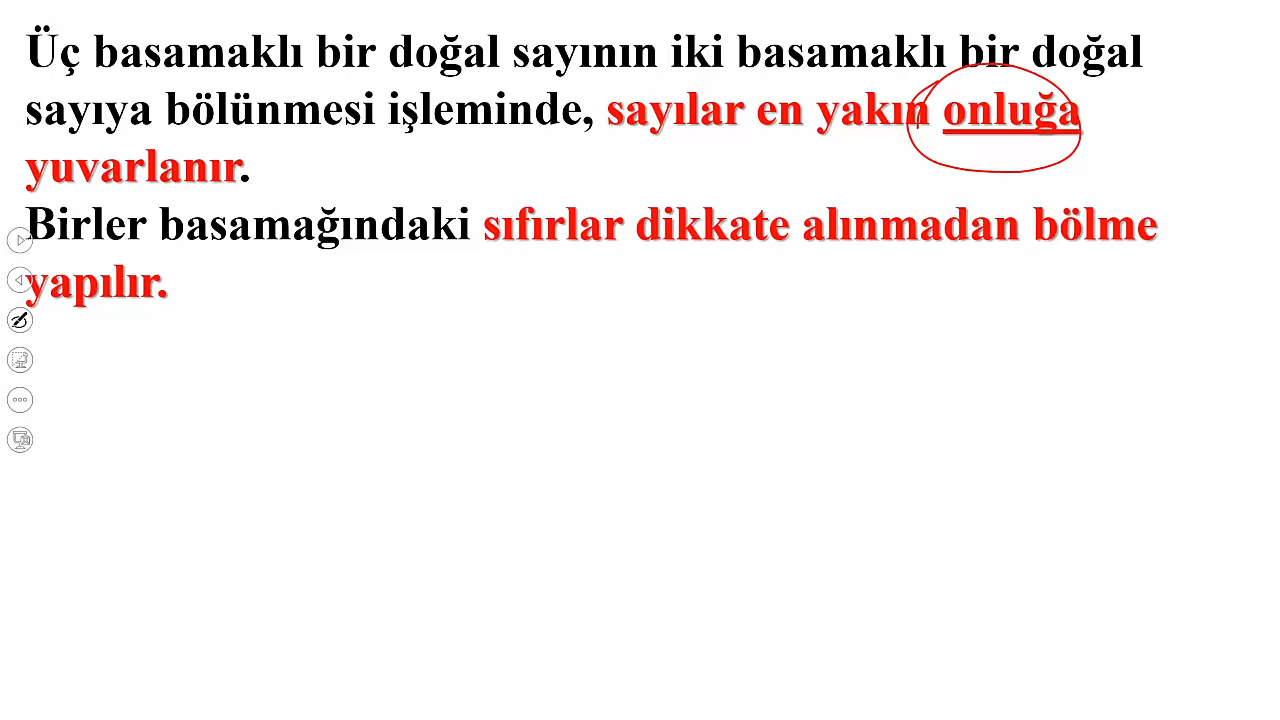 Üç basamaklı bir doğal sayının iki basamaklı bir doğal
sayıya bölünmesi işleminde, sayılar en yakın onluğa
yuvarlanır.
Birler basamağındaki sıfırlar dikkate alınmadan bölme
yapılır.